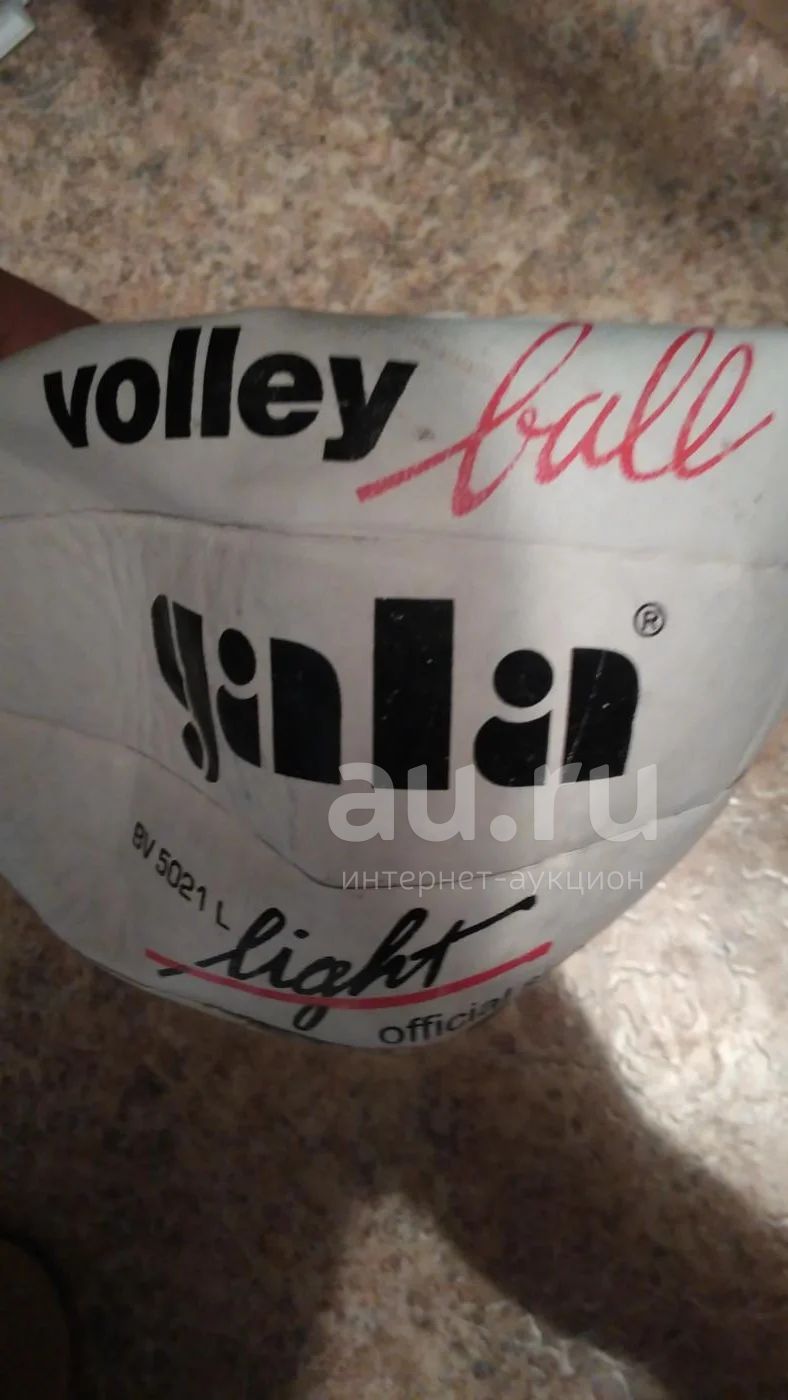 volley ball
gala ®
au.ru
интернет-аукцион
BV 5021 L
light
Official